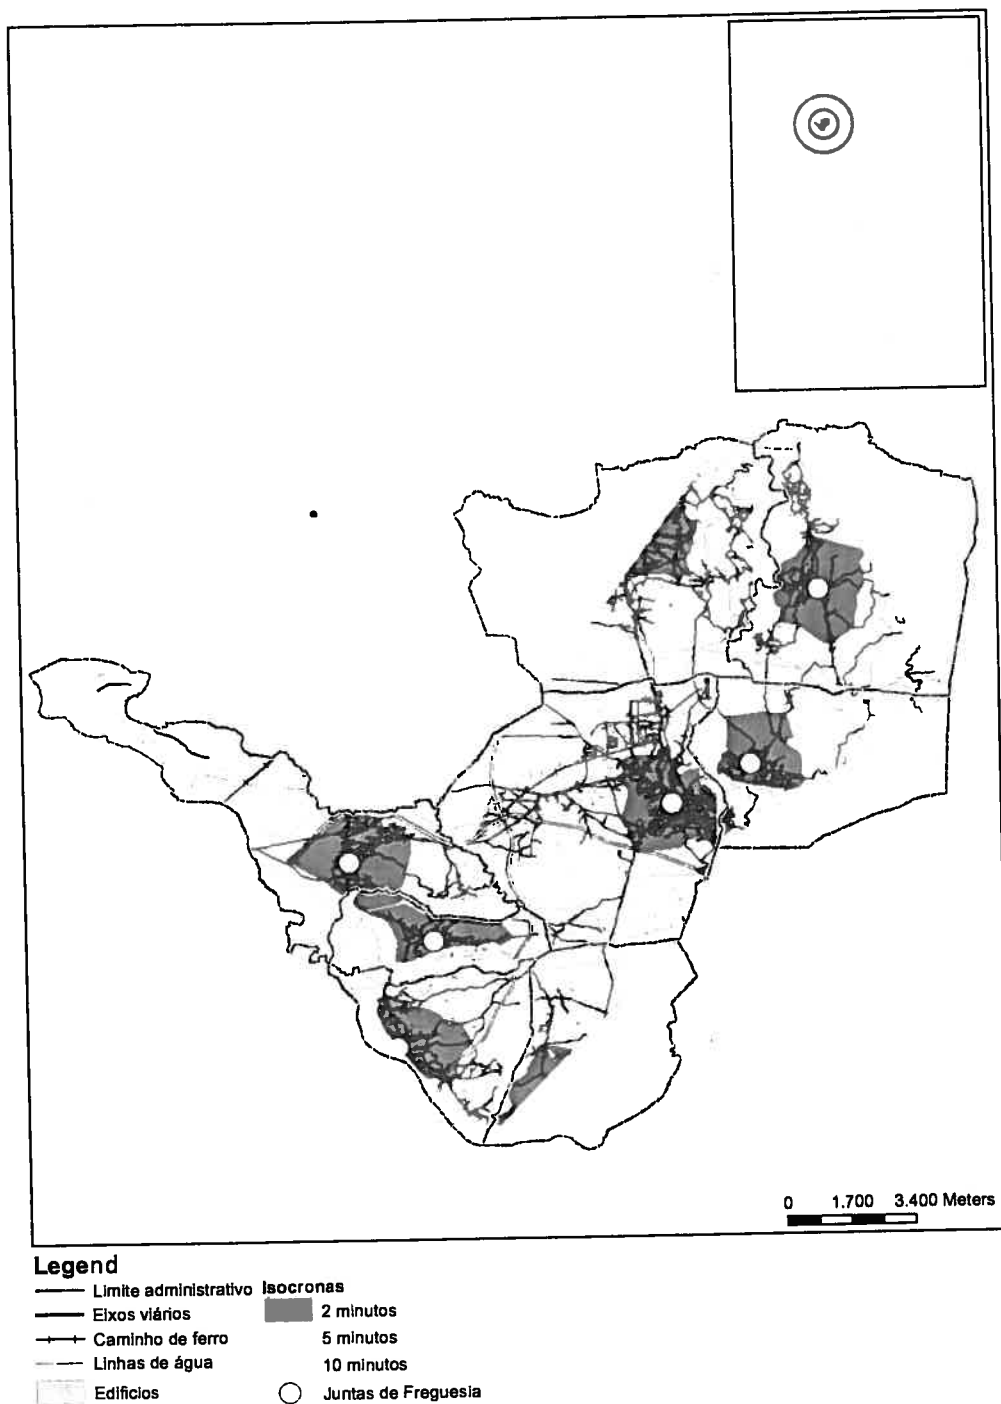 0 1.700 3.400 Meters
Legend
Limite administrativo
Eixos viários
Caminho de ferro
Linhas de água
Edificios
Isocronas
2 minutos
5 minutos
10 minutos
Juntas de Freguesia